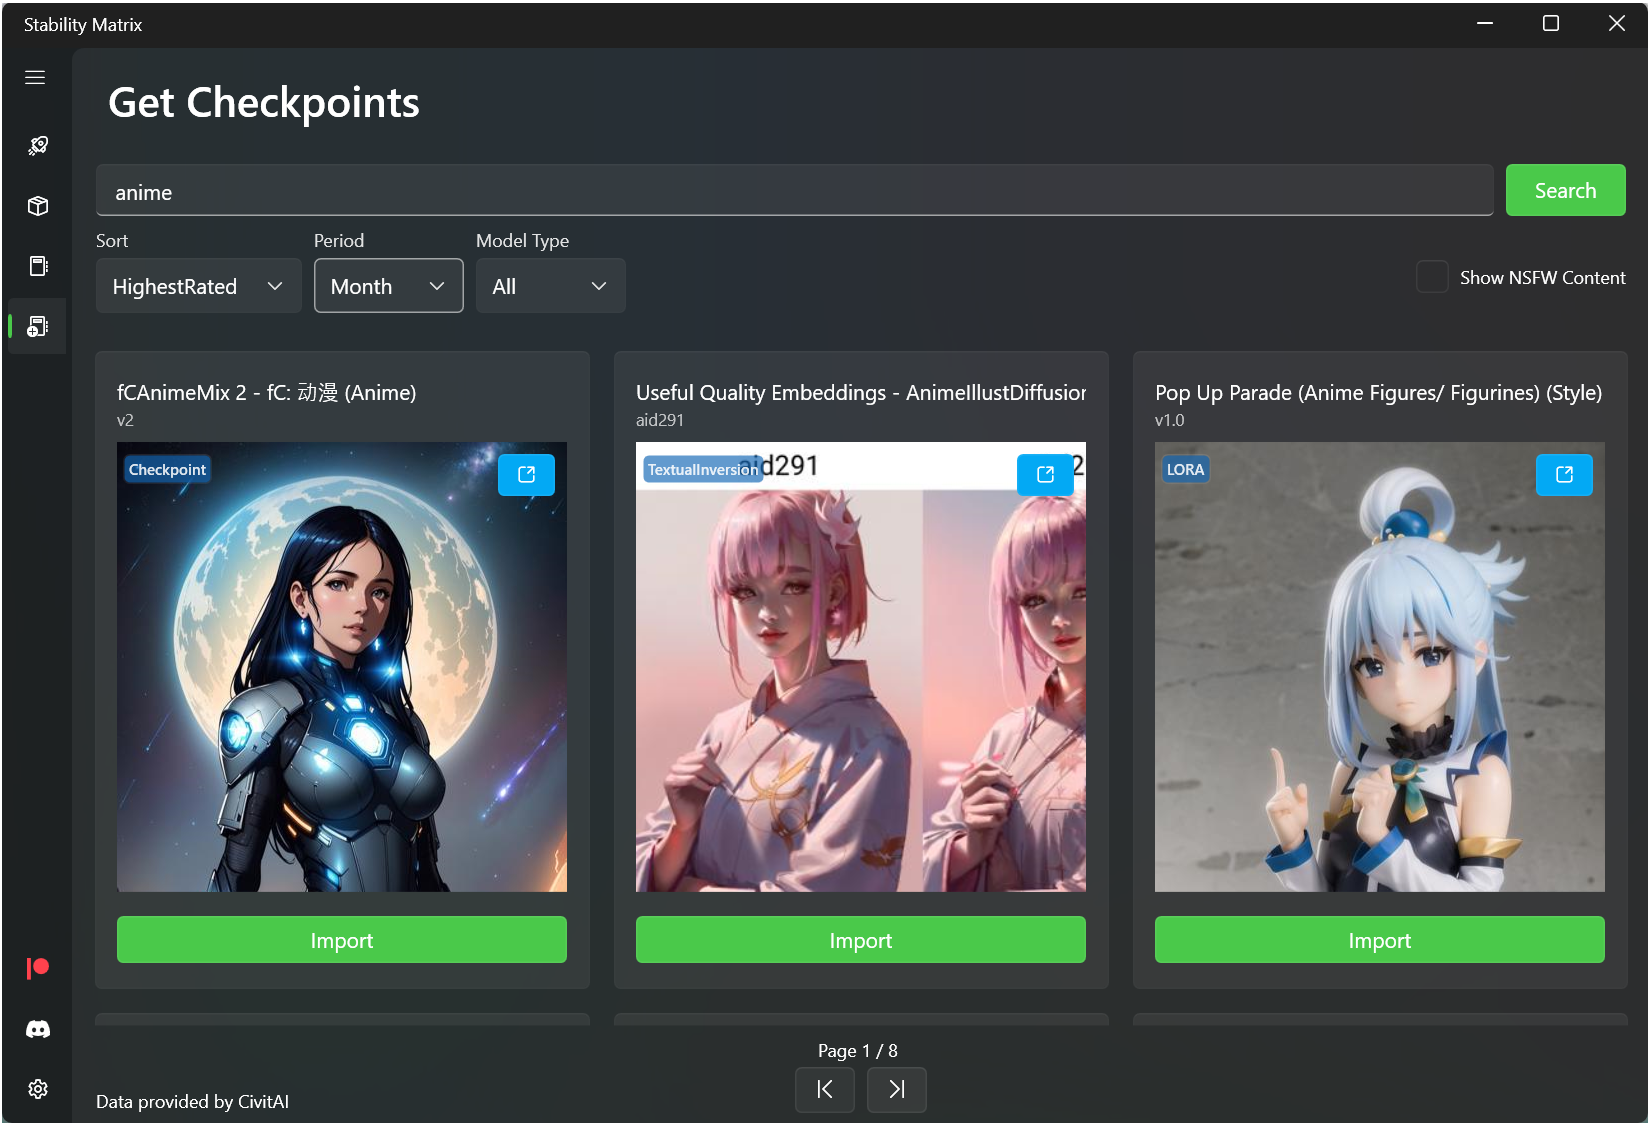 Stability Matrix
Get Checkpoints
anime
Search
Sort
Period
Model Type
HighestRated
Month
All
Show NSFW Content
fCAnimeMix 2 - fC: 动漫 (Anime)
v2
Checkpoint
Import
Useful Quality Embeddings - AnimeIllustDiffusion
aid291
TextualInversion
aid291
2
Import
Pop Up Parade (Anime Figures/ Figurines) (Style)
v1.0
LORA
Import
Page 1 / 8
Data provided by CivitAI